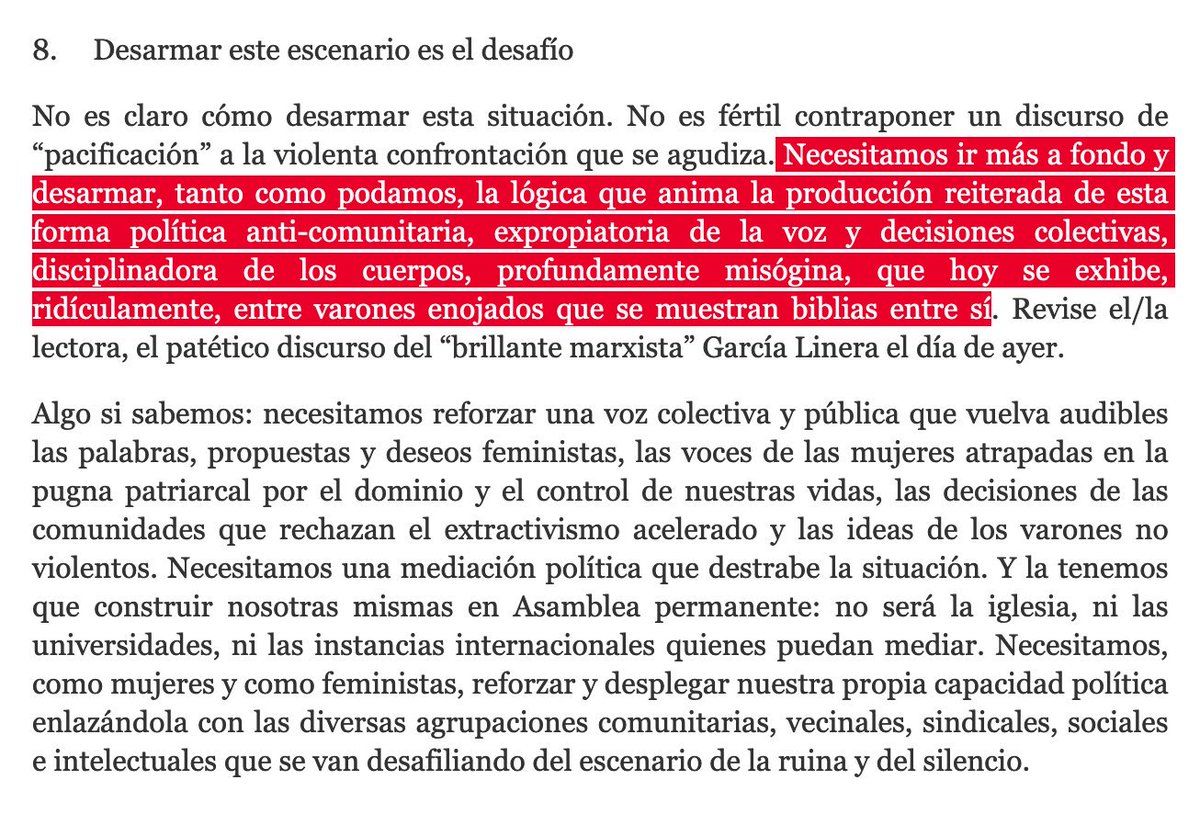 8. Desarmar este escenario es el desafío
No es claro cómo desarmar esta situación. No es fértil contraponer un discurso de
“pacificación” a la violenta confrontación que se agudiza. Necesitamos ir más a fondo y
desarmar, tanto como podamos, la lógica que anima la producción reiterada de esta
forma política anti-comunitaria, expropiatoria de la voz y decisiones colectivas,
disciplinadora de los cuerpos, profundamente misógina, que hoy se exhibe,
ridículamente, entre varones enojados que se muestran biblias entre sí. Revise el/la
lectora, el patético discurso del “brillante marxista” García Linera el día de ayer.
Algo si sabemos: necesitamos reforzar una voz colectiva y pública que vuelva audibles
las palabras, propuestas y deseos feministas, las voces de las mujeres atrapadas en la
pugna patriarcal por el dominio y el control de nuestras vidas, las decisiones de las
comunidades que rechazan el extractivismo acelerado y las ideas de los varones no
violentos. Necesitamos una mediación política que destrabe la situación. Y la tenemos
que construir nosotras mismas en Asamblea permanente: no será la iglesia, ni las
universidades, ni las instancias internacionales quienes puedan mediar. Necesitamos,
como mujeres y como feministas, reforzar y desplegar nuestra propia capacidad política
enlazándola con las diversas agrupaciones comunitarias, vecinales, sindicales, sociales
e intelectuales que se van desafiliando del escenario de la ruina y del silencio.